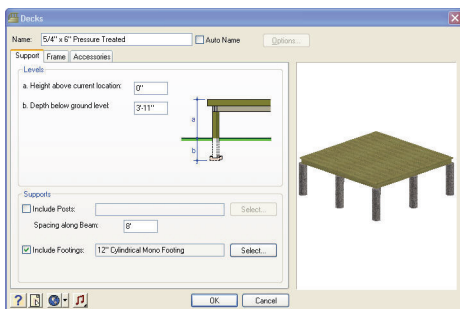 Decks
Name: 5/4" x 6" Pressure Treated Auto Name Options...
Support Frame Accessories
Levels
a. Height above current location: 0"
b. Depth below ground level: 3'-11"
a
b
Supports
Include Posts: Select...
Spacing along Beam: 8'
Include Footings: 12" Cylindrical Mono Footing Select...
OK Cancel